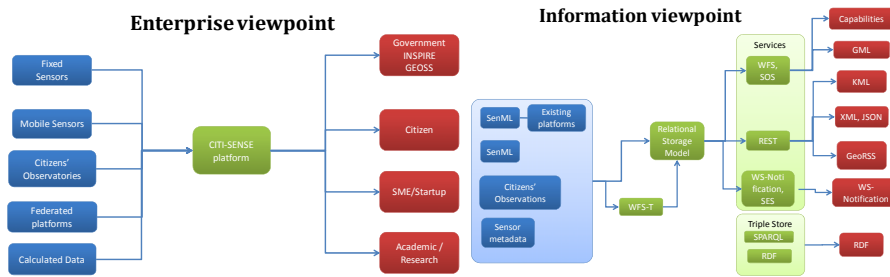 Enterprise viewpoint
Fixed
Sensors
Mobile Sensors
Citizens'
Observatories
Federated
platforms
Calculated Data
CITI-SENSE
platform
Government
INSPIRE
GEOSS
Citizen
SME/Startup
Academic /
Research
Information viewpoint
SenML
Existing
platforms
SenML
Citizens'
Observations
Sensor
metadata
WFS-T
Relational
Storage
Model
Services
WFS,
SOS
REST
WS-Noti
fication,
SES
Triple Store
SPARQL
RDF
Capabilities
GML
KML
XML, JSON
GeoRSS
WS-
Notification
RDF